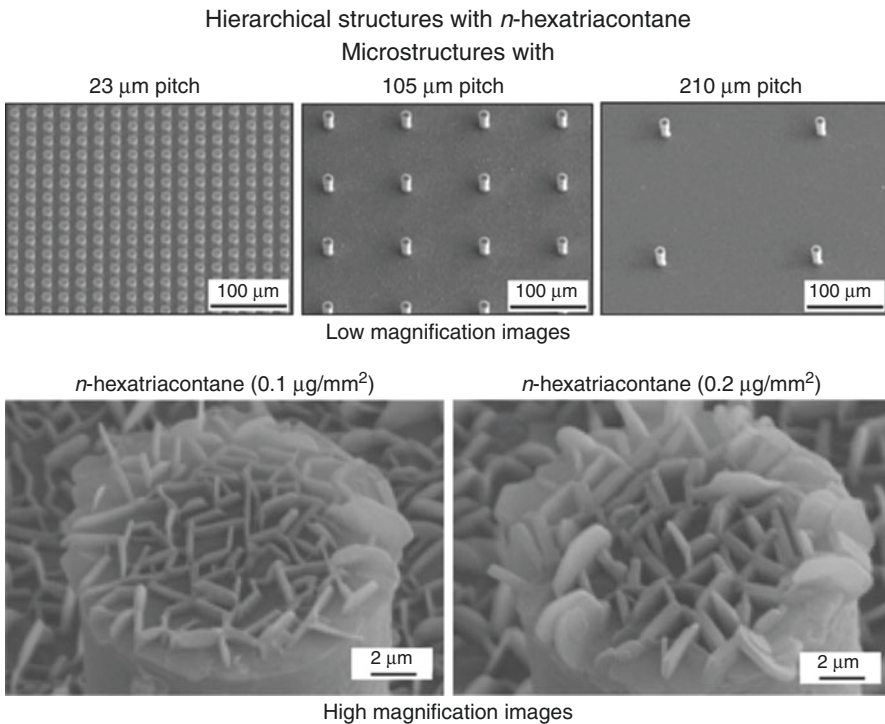 Hierarchical structures with n-hexatriacontane
Microstructures with
23 μm pitch
105 μm pitch
210 μm pitch
100 μm
100 μm
100 μm
Low magnification images
n-hexatriacontane (0.1 μg/mm²)
n-hexatriacontane (0.2 μg/mm²)
2 μm
2 μm
High magnification images